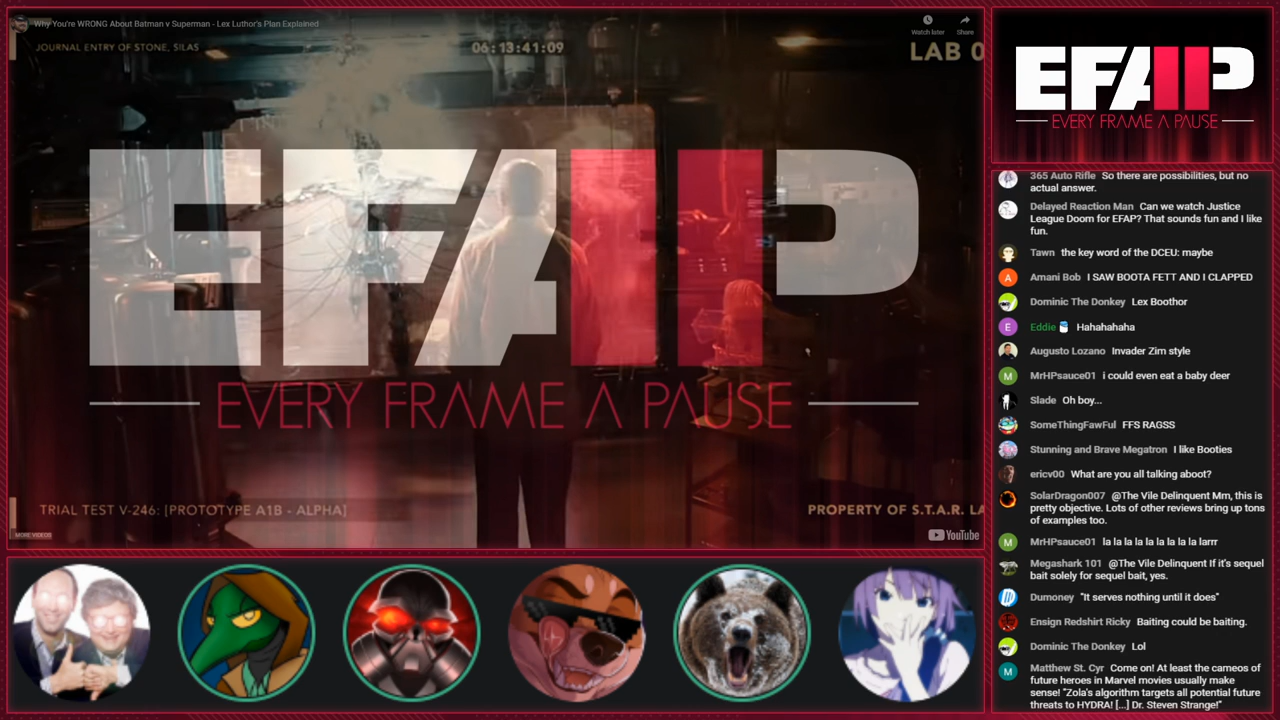 Why You're WRONG About Batman v Superman - Lex Luthor's Plan Explained
Watch later
Share
JOURNAL ENTRY OF STONE, SILAS
06:13:41:09
LAB 0
EFAP
EVERY FRAME A PAUSE
TRIAL TEST V-246: [PROTOTYPE A1B - ALPHA]
PROPERTY OF S.T.A.R. LA
MORE VIDEOS
YouTube
EFAP
EVERY FRAME A PAUSE
365 Auto Rifle So there are possibilities, but no
actual answer.
Delayed Reaction Man Can we watch Justice
League Doom for EFAP? That sounds fun and I like
fun.
Tawn the key word of the DCEU: maybe
A
Amani Bob I SAW BOOTA FETT AND I CLAPPED
Dominic The Donkey Lex Boothor
E
Eddie Hahahahaha
Augusto Lozano Invader Zim style
M
MrHPsauce01 i could even eat a baby deer
Slade Oh boy...
SomeThingFawFul FFS RAGSS
Stunning and Brave Megatron I like Booties
ericv00 What are you all talking aboot?
SolarDragon007 @The Vile Delinquent Mm, this is
pretty objective. Lots of other reviews bring up tons
of examples too.
M
MrHPsauce01 la la la la la la la la la larrr
Megashark 101 @The Vile Delinquent If it's sequel
bait solely for sequel bait, yes.
Dumoney "It serves nothing until it does"
Ensign Redshirt Ricky Baiting could be baiting.
Dominic The Donkey Lol
M
Matthew St. Cyr Come on! At least the cameos of
future heroes in Marvel movies usually make
sense! "Zola's algorithm targets all potential future
threats to HYDRA! [...] Dr. Steven Strange!"